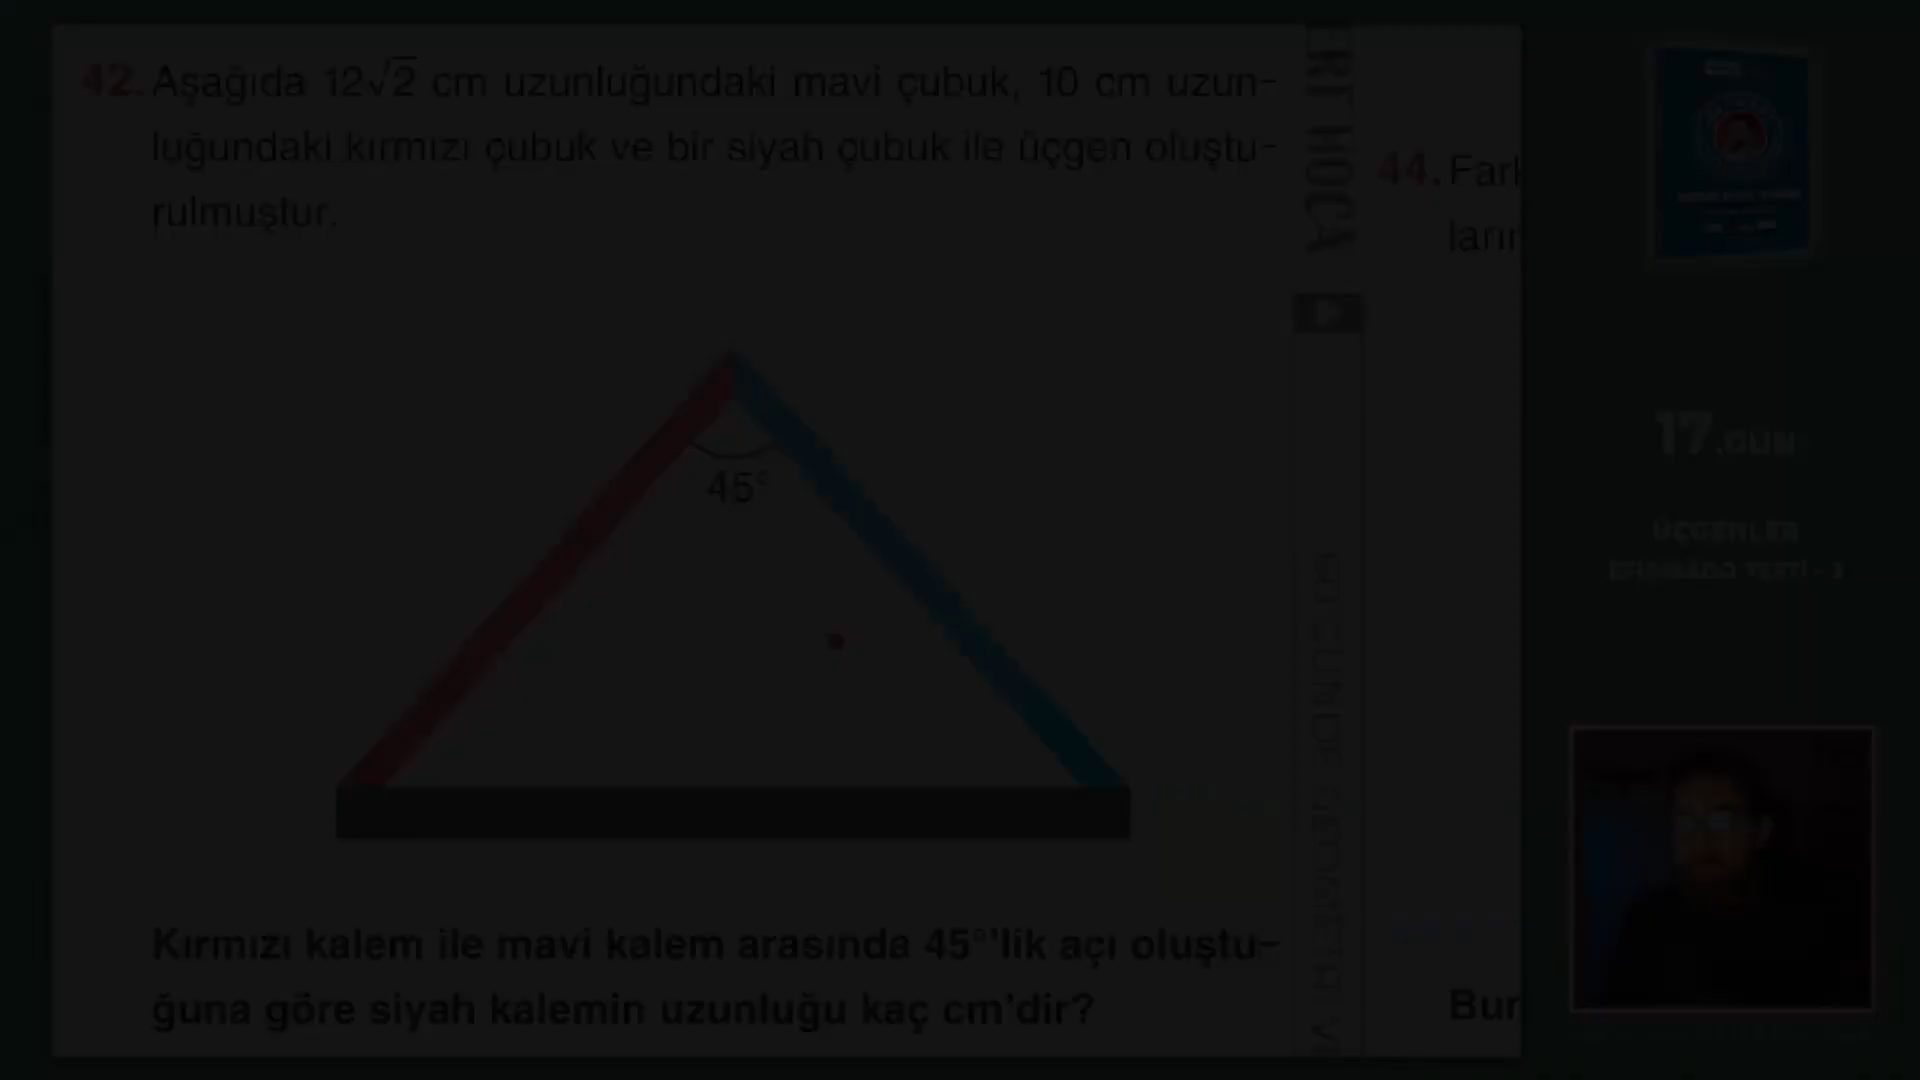 42. Aşağıda 12√2 cm uzunluğundaki mavi çubuk, 10 cm uzun-
luğundaki kırmızı çubuk ve bir siyah çubuk ile üçgen oluştu-
rulmuştur.
45°
Kırmızı kalem ile mavi kalem arasında 45°'lik açı oluştu-
ğuna göre siyah kalemin uzunluğu kaç cm'dir?
HOCA
44. Fark
ların
Bur
17.GÜN
ÜÇGENLER